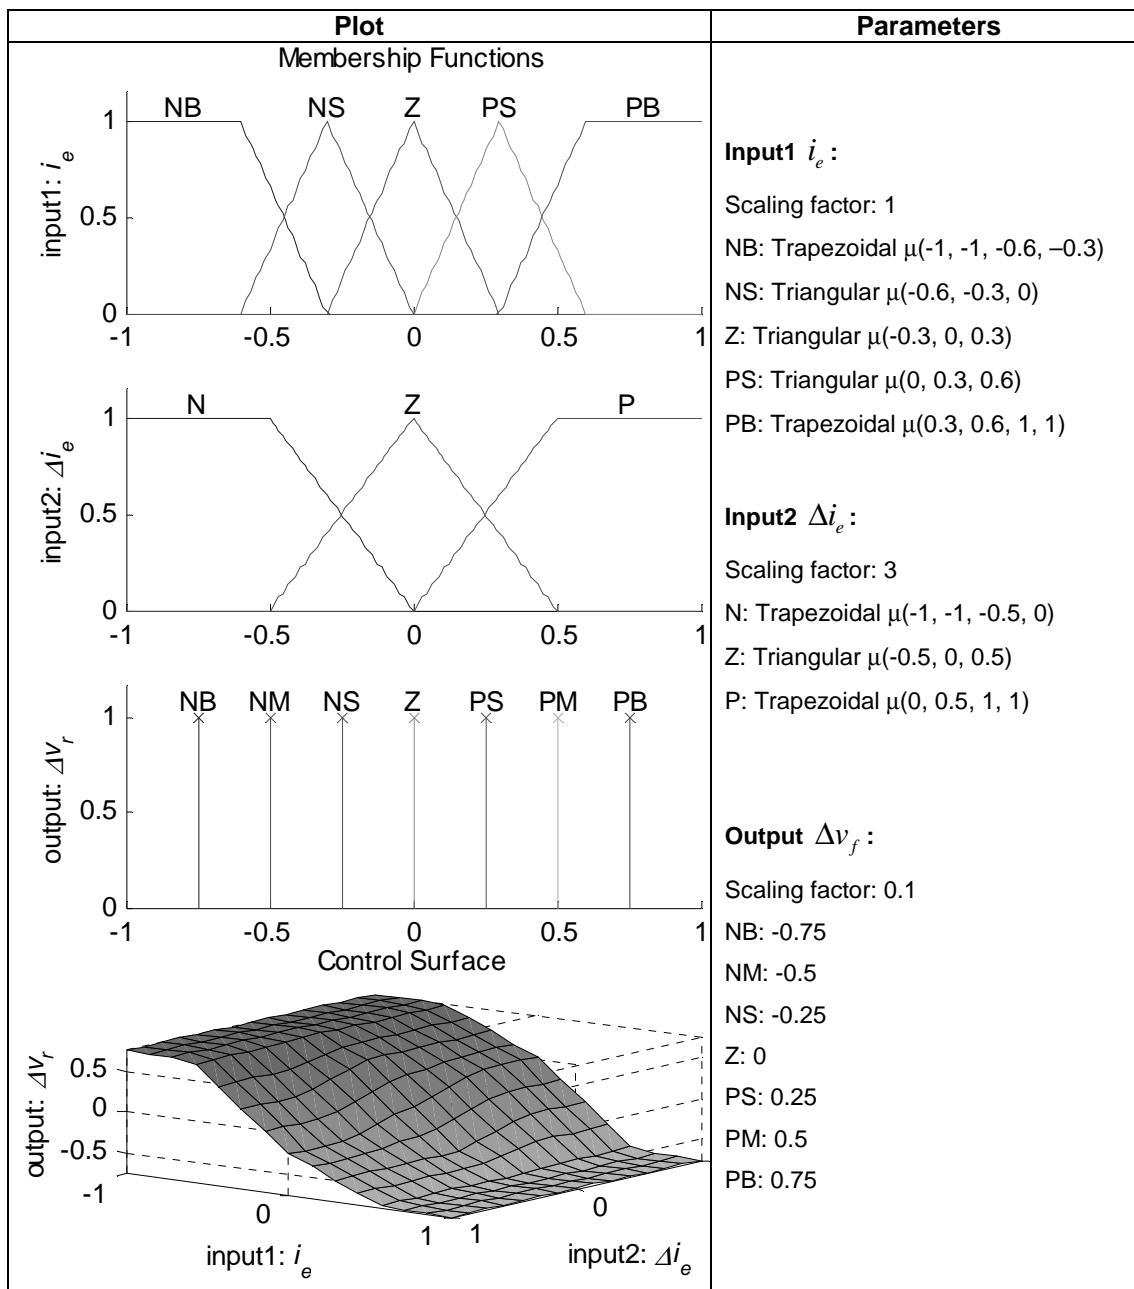 Plot
Parameters
Membership Functions
NB NS Z PS PB
1
0.5
0
-1 -0.5 0 0.5 1
input1: i_e
N Z P
1
0.5
0
-1 -0.5 0 0.5 1
input2: Δi_e
NB NM NS Z PS PM PB
1
0.5
0
-1 -0.5 0 0.5 1
output: Δv_r
Control Surface
0.5
0
-0.5
output: Δv_r
-1 0 1
input1: i_e
1 0
input2: Δi_e
Input1 i_e :
Scaling factor: 1
NB: Trapezoidal μ(-1, -1, -0.6, –0.3)
NS: Triangular μ(-0.6, -0.3, 0)
Z: Triangular μ(-0.3, 0, 0.3)
PS: Triangular μ(0, 0.3, 0.6)
PB: Trapezoidal μ(0.3, 0.6, 1, 1)
Input2 Δi_e :
Scaling factor: 3
N: Trapezoidal μ(-1, -1, -0.5, 0)
Z: Triangular μ(-0.5, 0, 0.5)
P: Trapezoidal μ(0, 0.5, 1, 1)
Output Δv_f :
Scaling factor: 0.1
NB: -0.75
NM: -0.5
NS: -0.25
Z: 0
PS: 0.25
PM: 0.5
PB: 0.75